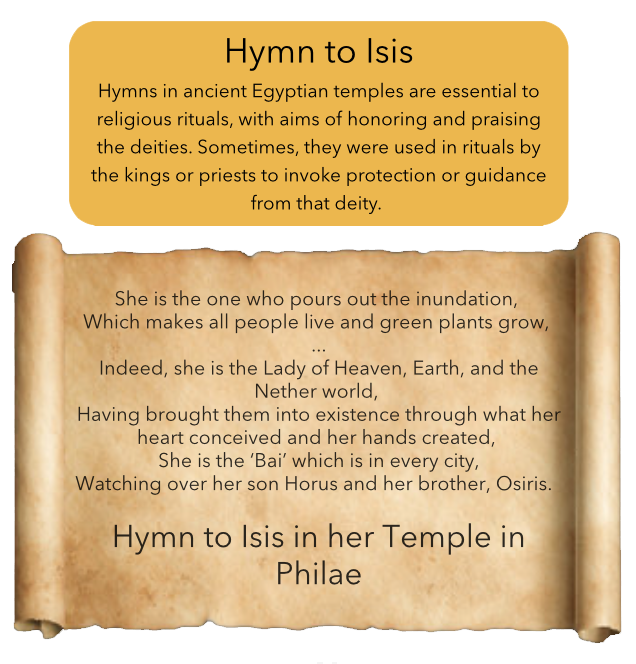 Hymn to Isis
Hymns in ancient Egyptian temples are essential to
religious rituals, with aims of honoring and praising
the deities. Sometimes, they were used in rituals by
the kings or priests to invoke protection or guidance
from that deity.
She is the one who pours out the inundation,
Which makes all people live and green plants grow,
...
Indeed, she is the Lady of Heaven, Earth, and the
Nether world,
Having brought them into existence through what her
heart conceived and her hands created,
She is the ‘Bai’ which is in every city,
Watching over her son Horus and her brother, Osiris.
Hymn to Isis in her Temple in
Philae